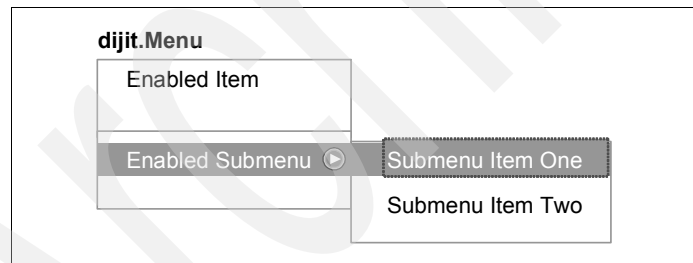 dijit.Menu
Enabled Item
Enabled Submenu
Submenu Item One
Submenu Item Two